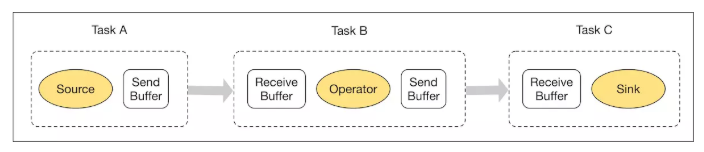 Task A
Task B
Task C
Source
Send
Buffer
Receive
Buffer
Operator
Send
Buffer
Receive
Buffer
Sink